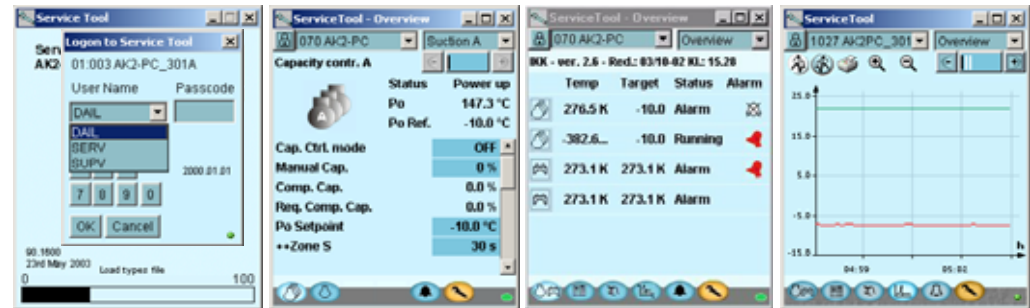 Service Tool
Logon to Service Tool
01:003 AK2-PC_301A
User Name Passcode
DAIL
DAIL
SERV
SUPV
2000.01.01
7 8 9 0
OK Cancel
90.1600
23rd May 2003 Load types file
0 100
ServiceTool - Overview
070 AK2-PC Suction A
Capacity contr. A
Status Power up
Po 147.3 °C
Po Ref. -10.0 °C
Cap. Ctrl. mode OFF
Manual Cap. 0 %
Comp. Cap. 0.0 %
Req. Comp. Cap. 0.0 %
Po Setpoint -10.0 °C
++Zone S 30 s
ServiceTool - Overview
070 AK2-PC Overview
IKK - ver. 2.6 - Red.: 03/10-02 Kl.: 15.28
Temp Target Status Alarm
276.5 K -10.0 Alarm
-382.6... -10.0 Running
273.1 K 273.1 K Alarm
273.1 K 273.1 K Alarm
ServiceTool
1027 AK2PC_301 Overview
25.0
15.0
5.0
-5.0
-15.0
h
04:59 05:02